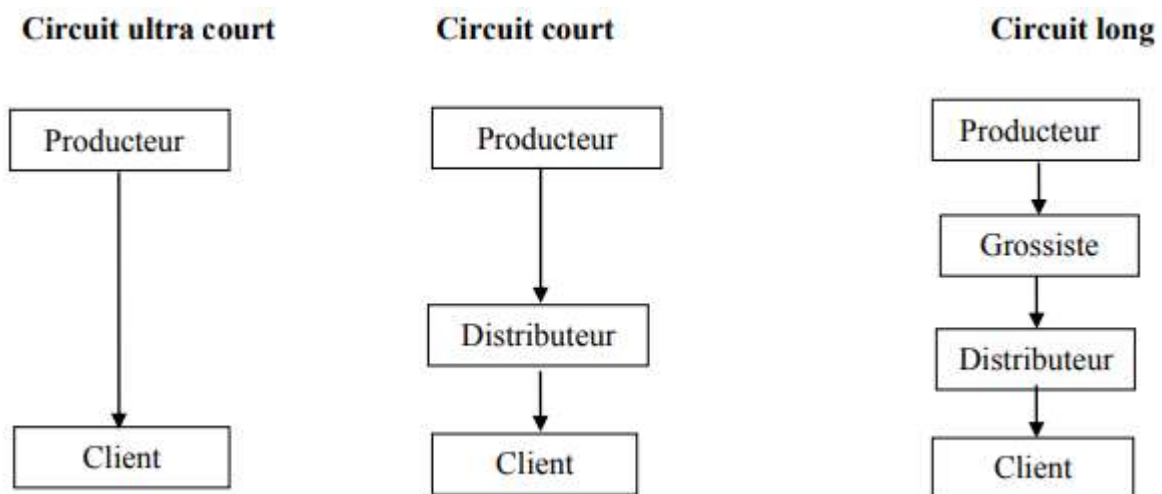 Circuit ultra court
Circuit court
Circuit long
Producteur
Client
Producteur
Distributeur
Client
Producteur
Grossiste
Distributeur
Client